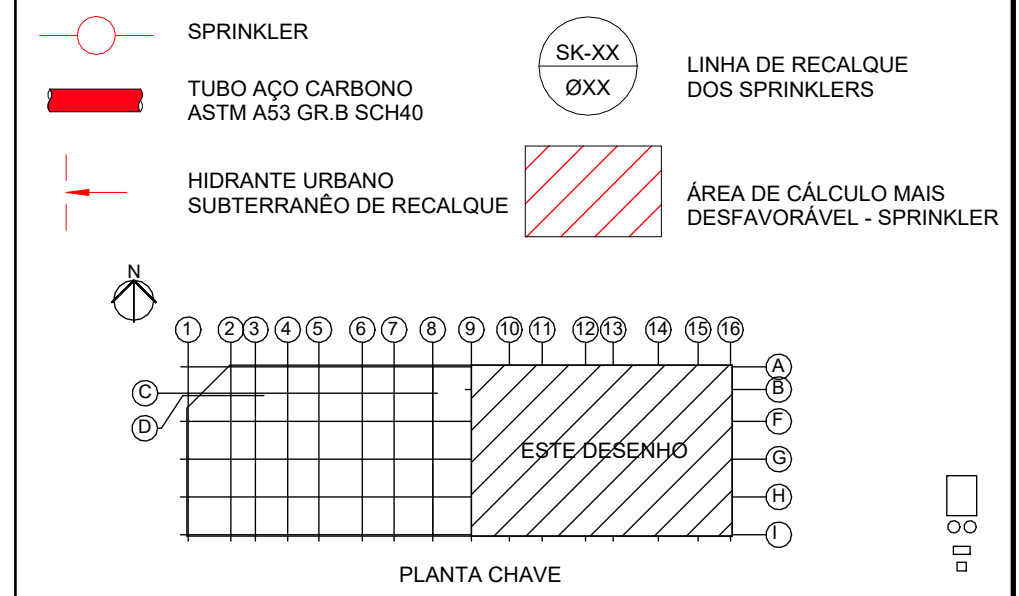 SPRINKLER
TUBO AÇO CARBONO
ASTM A53 GR.B SCH40
HIDRANTE URBANO
SUBTERRANÊO DE RECALQUE
SK-XX
ØXX
LINHA DE RECALQUE
DOS SPRINKLERS
ÁREA DE CÁLCULO MAIS
DESFAVORÁVEL - SPRINKLER
N
1 2 3 4 5 6 7 8 9 10 11 12 13 14 15 16
A
B
C
D
F
G
H
I
ESTE DESENHO
PLANTA CHAVE